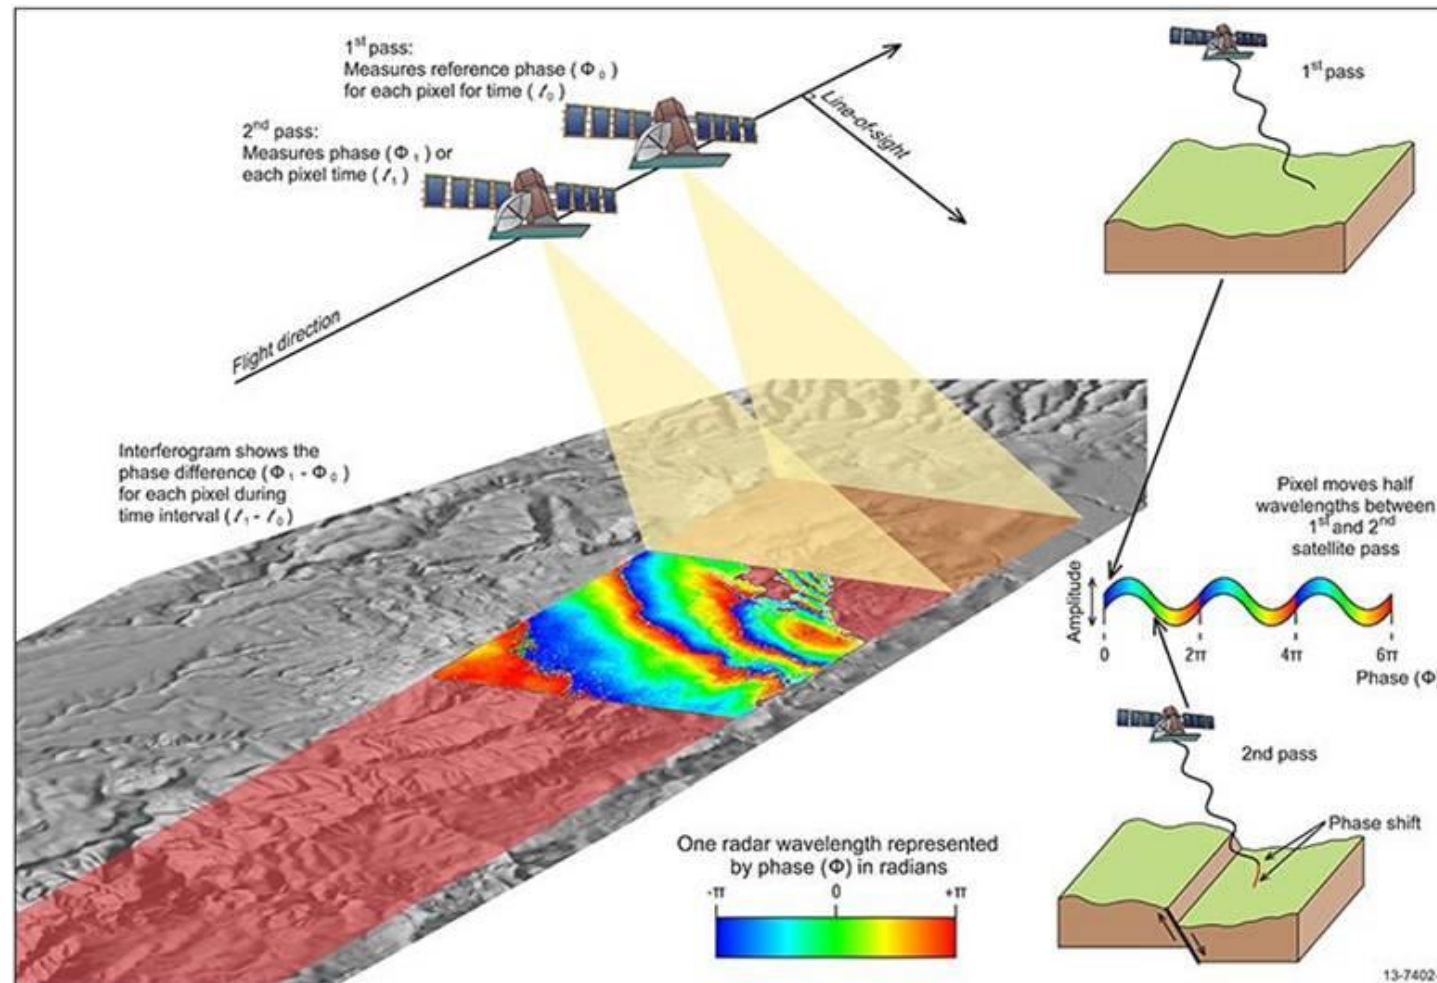 1st pass:
Measures reference phase (Φ0)
for each pixel for time (t0)
2nd pass:
Measures phase (Φ1) or
each pixel time (t1)
Line-of-sight
Flight direction
1st pass
Interferogram shows the
phase difference (Φ1 - Φ0)
for each pixel during
time interval (t1 - t0)
Pixel moves half
wavelengths between
1st and 2nd
satellite pass
Amplitude
0 2π 4π 6π
Phase (Φ
2nd pass
Phase shift
One radar wavelength represented
by phase (Φ) in radians
-π 0 +π
13-7402-